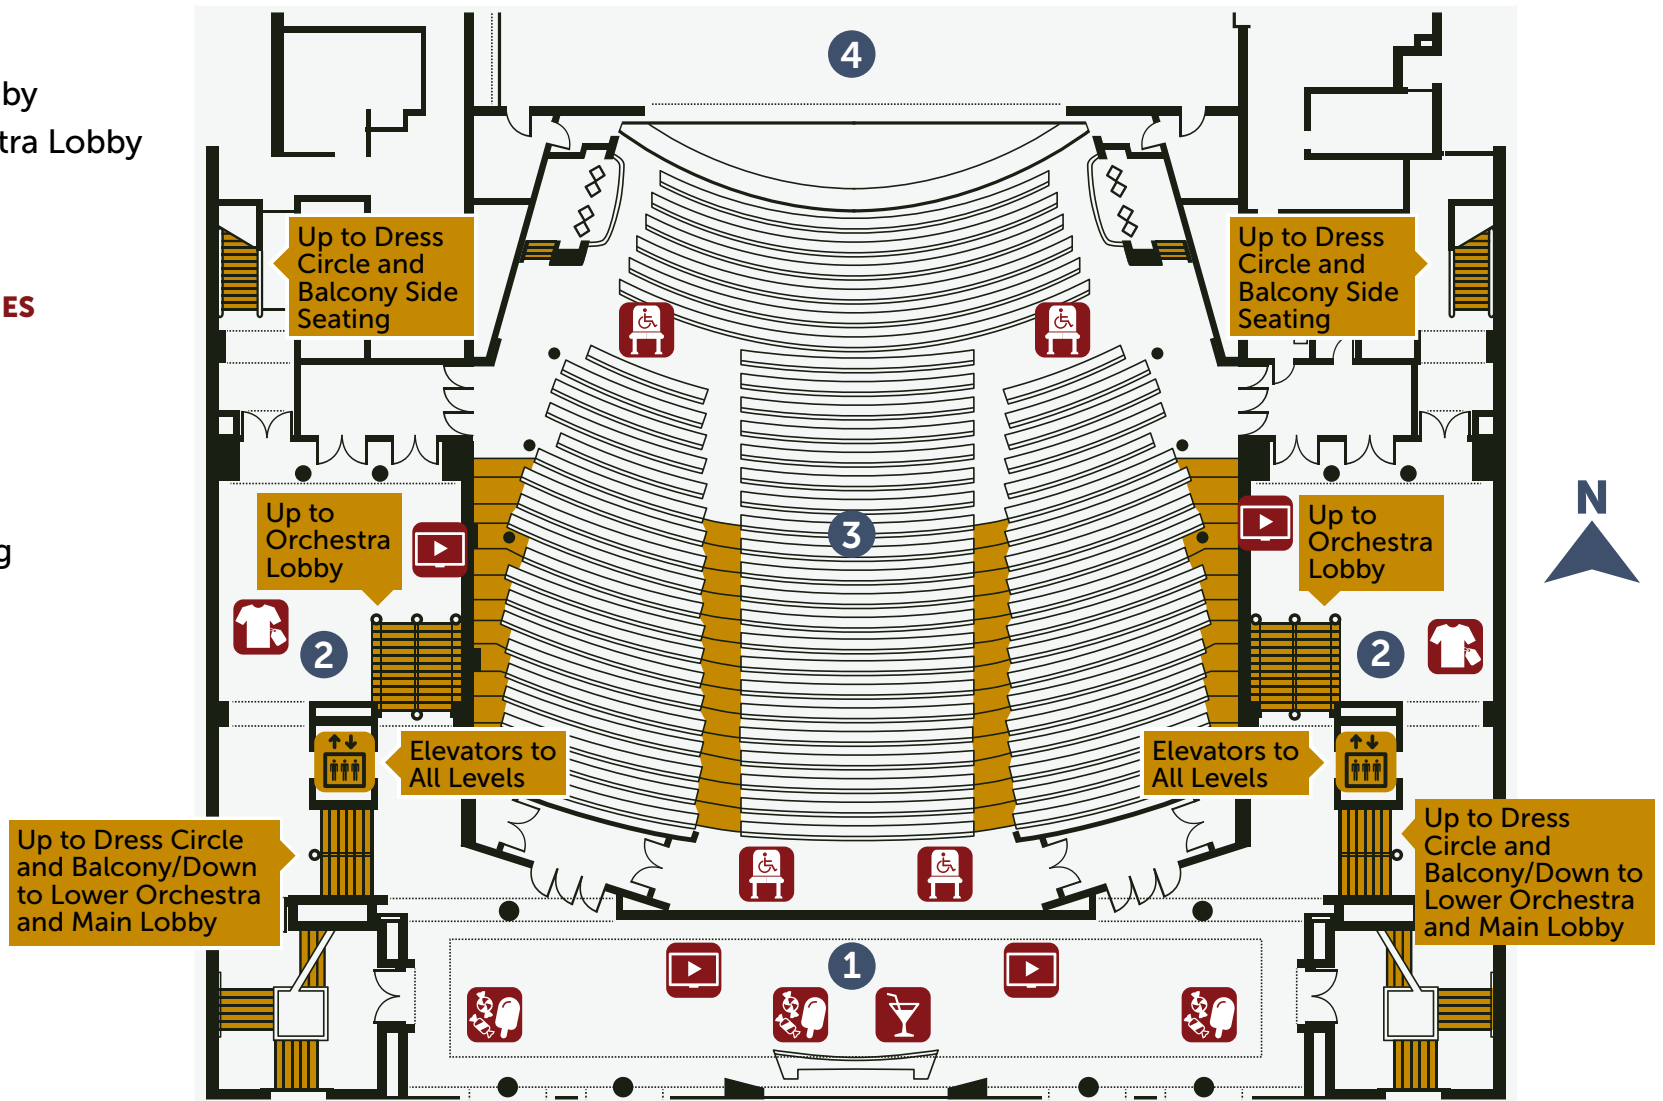 by
tra Lobby
ES
g
4
Up to Dress
Circle and
Balcony Side
Seating
Up to Dress
Circle and
Balcony Side
Seating
3
N
Up to
Orchestra
Lobby
Up to
Orchestra
Lobby
2
2
Elevators to
All Levels
Elevators to
All Levels
Up to Dress Circle
and Balcony/Down
to Lower Orchestra
and Main Lobby
Up to Dress
Circle and
Balcony/Down to
Lower Orchestra
and Main Lobby
1